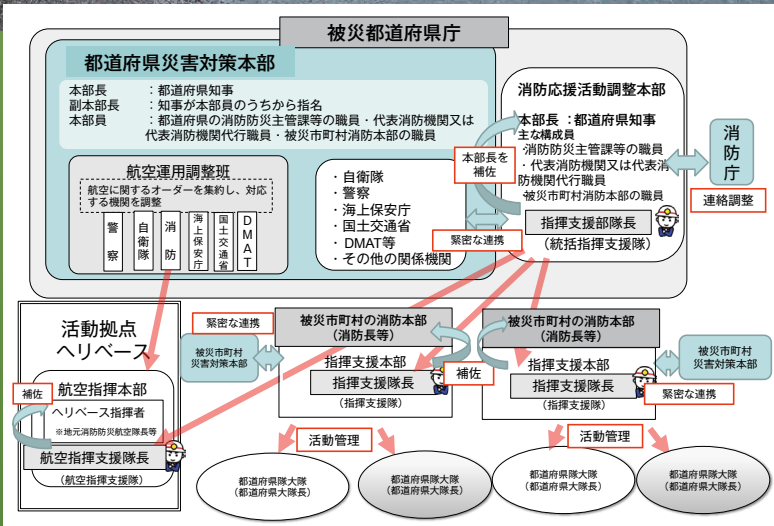 被災都道府県庁
都道府県災害対策本部
本部長　　：都道府県知事
副本部長　：知事が本部員のうちから指名
本部員　　：都道府県の消防防災主管課等の職員・代表消防機関又は
代表消防機関代行職員・被災市町村消防本部の職員
航空運用調整班
航空に関するオーダーを集約し、対応
する機関を調整
警察
自衛隊
消防
海上保安庁
国土交通省
DMAT
・自衛隊
・警察
・海上保安庁
・国土交通省
・DMAT等
・その他の関係機関
緊密な連携
本部長を
補佐
消防応援活動調整本部
本部長 ：都道府県知事
主な構成員
・消防防災主管課等の職員
・代表消防機関又は代表消
防機関代行職員
・被災市町村消防本部の職員
指揮支援部隊長
（統括指揮支援隊）
消防庁
連絡調整
活動拠点
ヘリベース
航空指揮本部
補佐
ヘリベース指揮者
※地元消防防災航空隊長等
航空指揮支援隊長
（航空指揮支援隊）
緊密な連携
被災市町村
災害対策本部
被災市町村の消防本部
（消防長等）
指揮支援本部
指揮支援隊長
（指揮支援隊）
補佐
被災市町村の消防本部
（消防長等）
指揮支援本部
指揮支援隊長
（指揮支援隊）
被災市町村
災害対策本部
緊密な連携
活動管理
活動管理
都道府県隊大隊
（都道府県大隊長）
都道府県隊大隊
（都道府県大隊長）
都道府県隊大隊
（都道府県大隊長）
都道府県隊大隊
（都道府県大隊長）